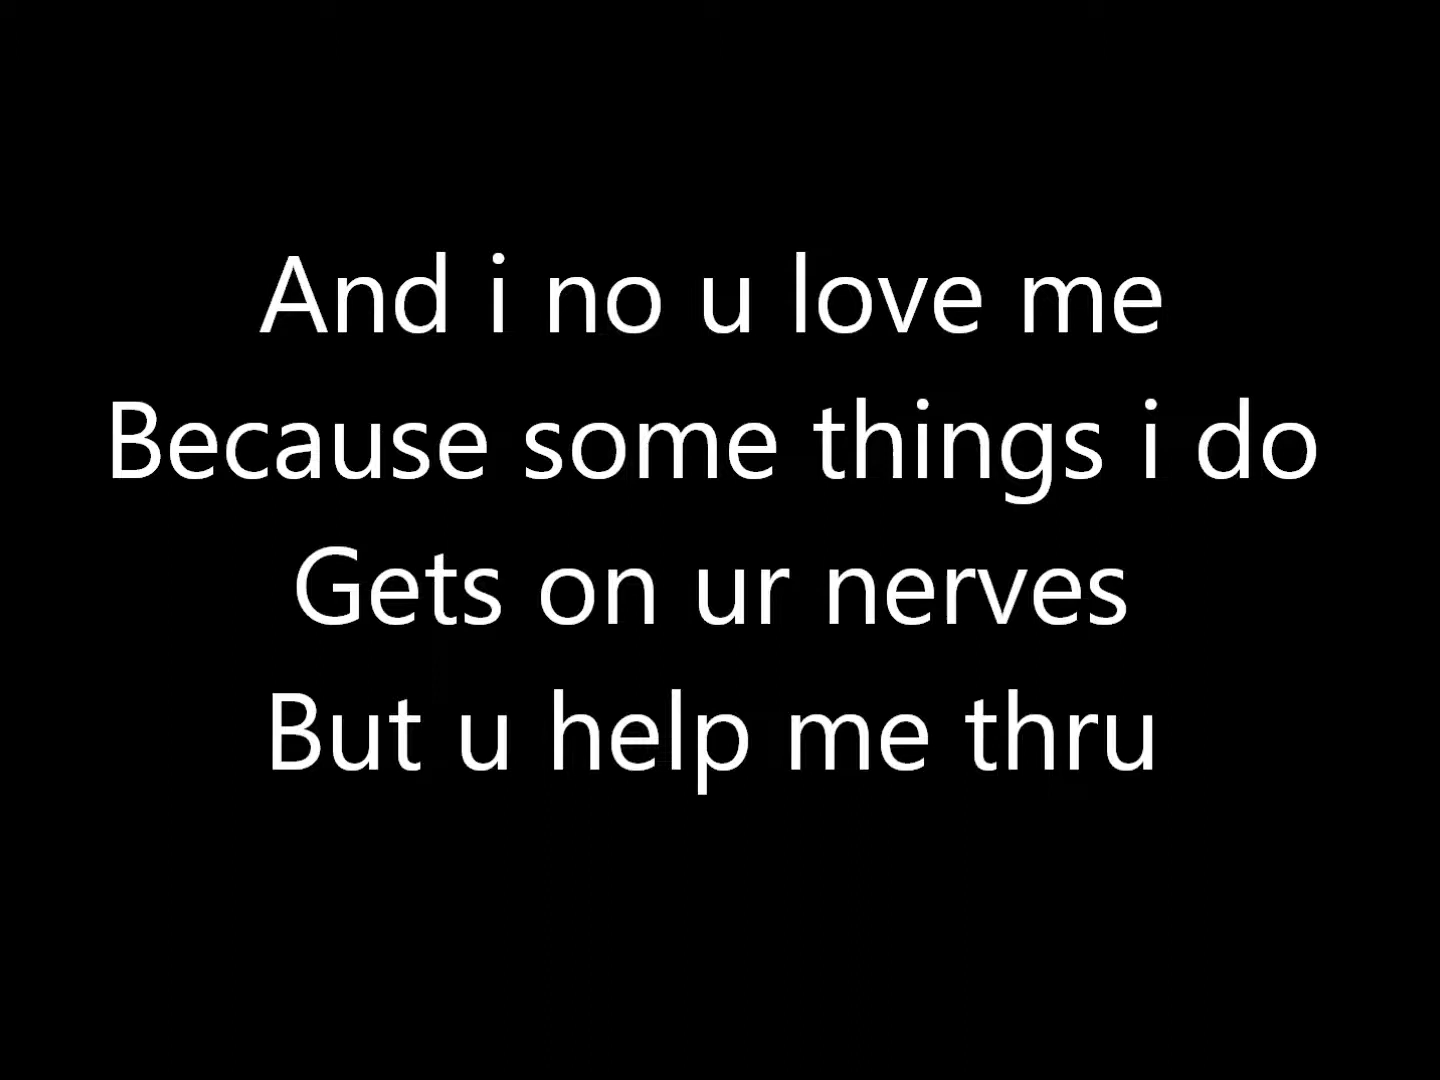 And i no u love me
Because some things i do
Gets on ur nerves
But u help me thru